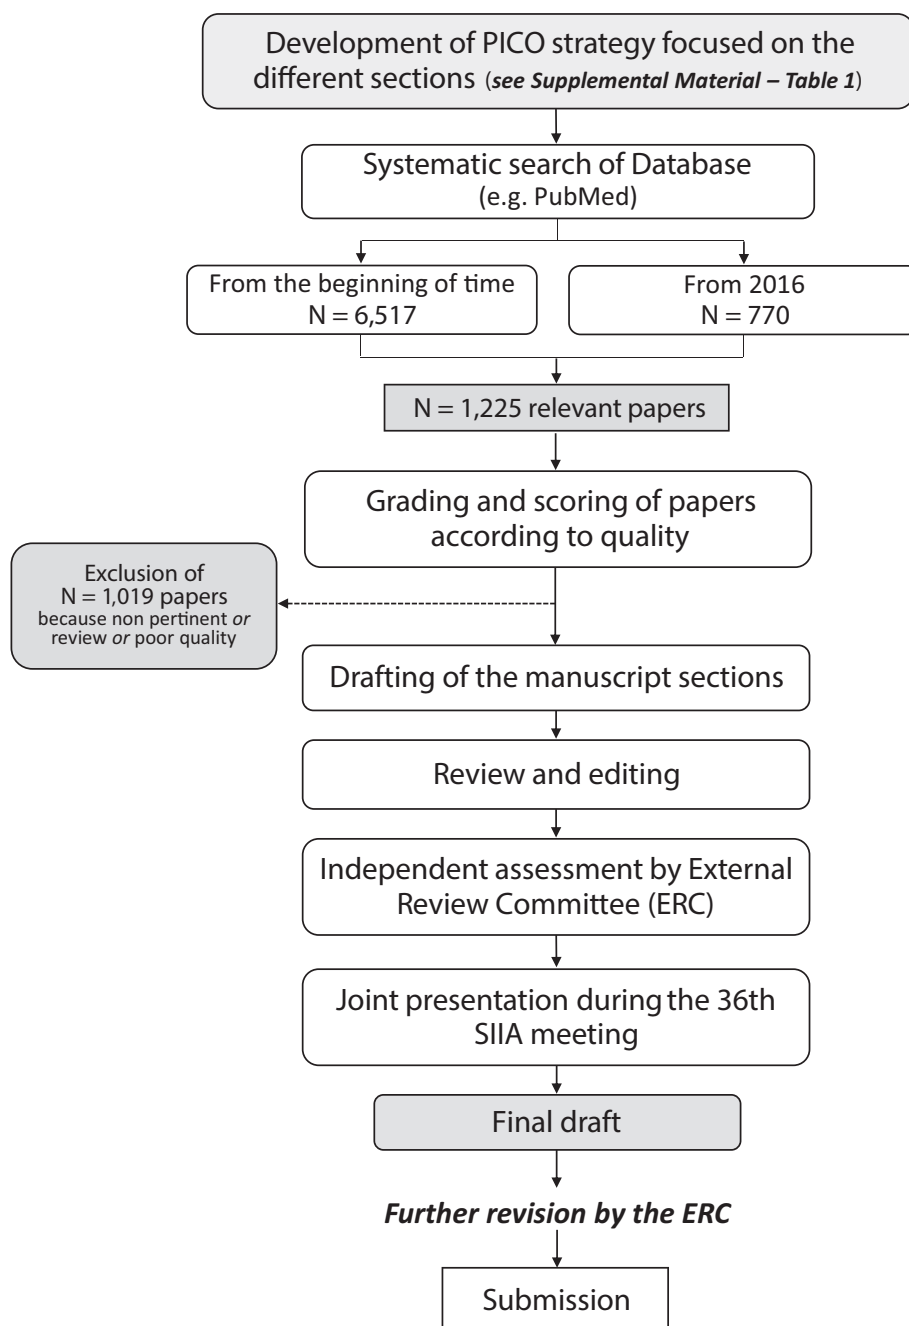 Development of PICO strategy focused on the
different sections (see Supplemental Material – Table 1)
Systematic search of Database
(e.g. PubMed)
From the beginning of time
N = 6,517
From 2016
N = 770
N = 1,225 relevant papers
Grading and scoring of papers
according to quality
Exclusion of
N = 1,019 papers
because non pertinent or
review or poor quality
Drafting of the manuscript sections
Review and editing
Independent assessment by External
Review Committee (ERC)
Joint presentation during the 36th
SIIA meeting
Final draft
Further revision by the ERC
Submission